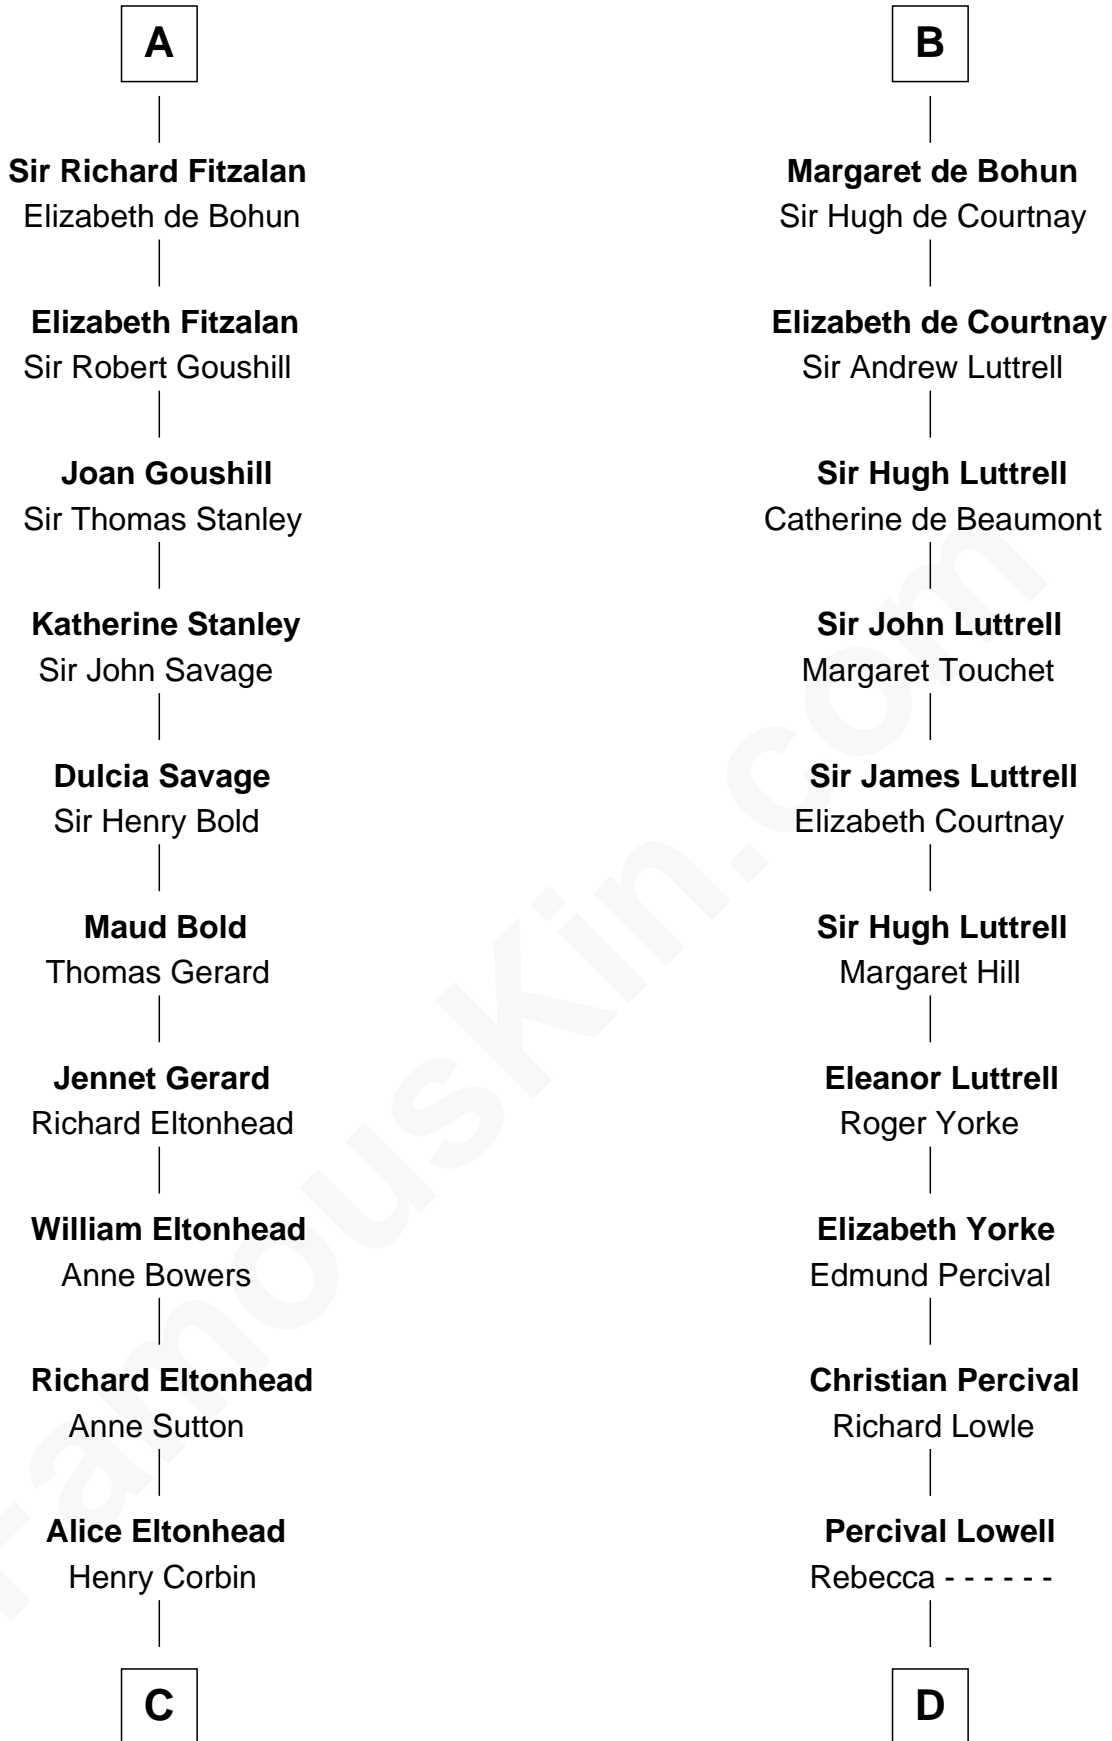 A
Sir Richard Fitzalan
Elizabeth de Bohun
Elizabeth Fitzalan
Sir Robert Goushill
Joan Goushill
Sir Thomas Stanley
Katherine Stanley
Sir John Savage
Dulcia Savage
Sir Henry Bold
Maud Bold
Thomas Gerard
Jennet Gerard
Richard Eltonhead
William Eltonhead
Anne Bowers
Richard Eltonhead
Anne Sutton
Alice Eltonhead
Henry Corbin
C
B
Margaret de Bohun
Sir Hugh de Courtnay
Elizabeth de Courtnay
Sir Andrew Luttrell
Sir Hugh Luttrell
Catherine de Beaumont
Sir John Luttrell
Margaret Touchet
Sir James Luttrell
Elizabeth Courtnay
Sir Hugh Luttrell
Margaret Hill
Eleanor Luttrell
Roger Yorke
Elizabeth Yorke
Edmund Percival
Christian Percival
Richard Lowle
Percival Lowell
Rebecca - - - - - -
D
FamousKin.com